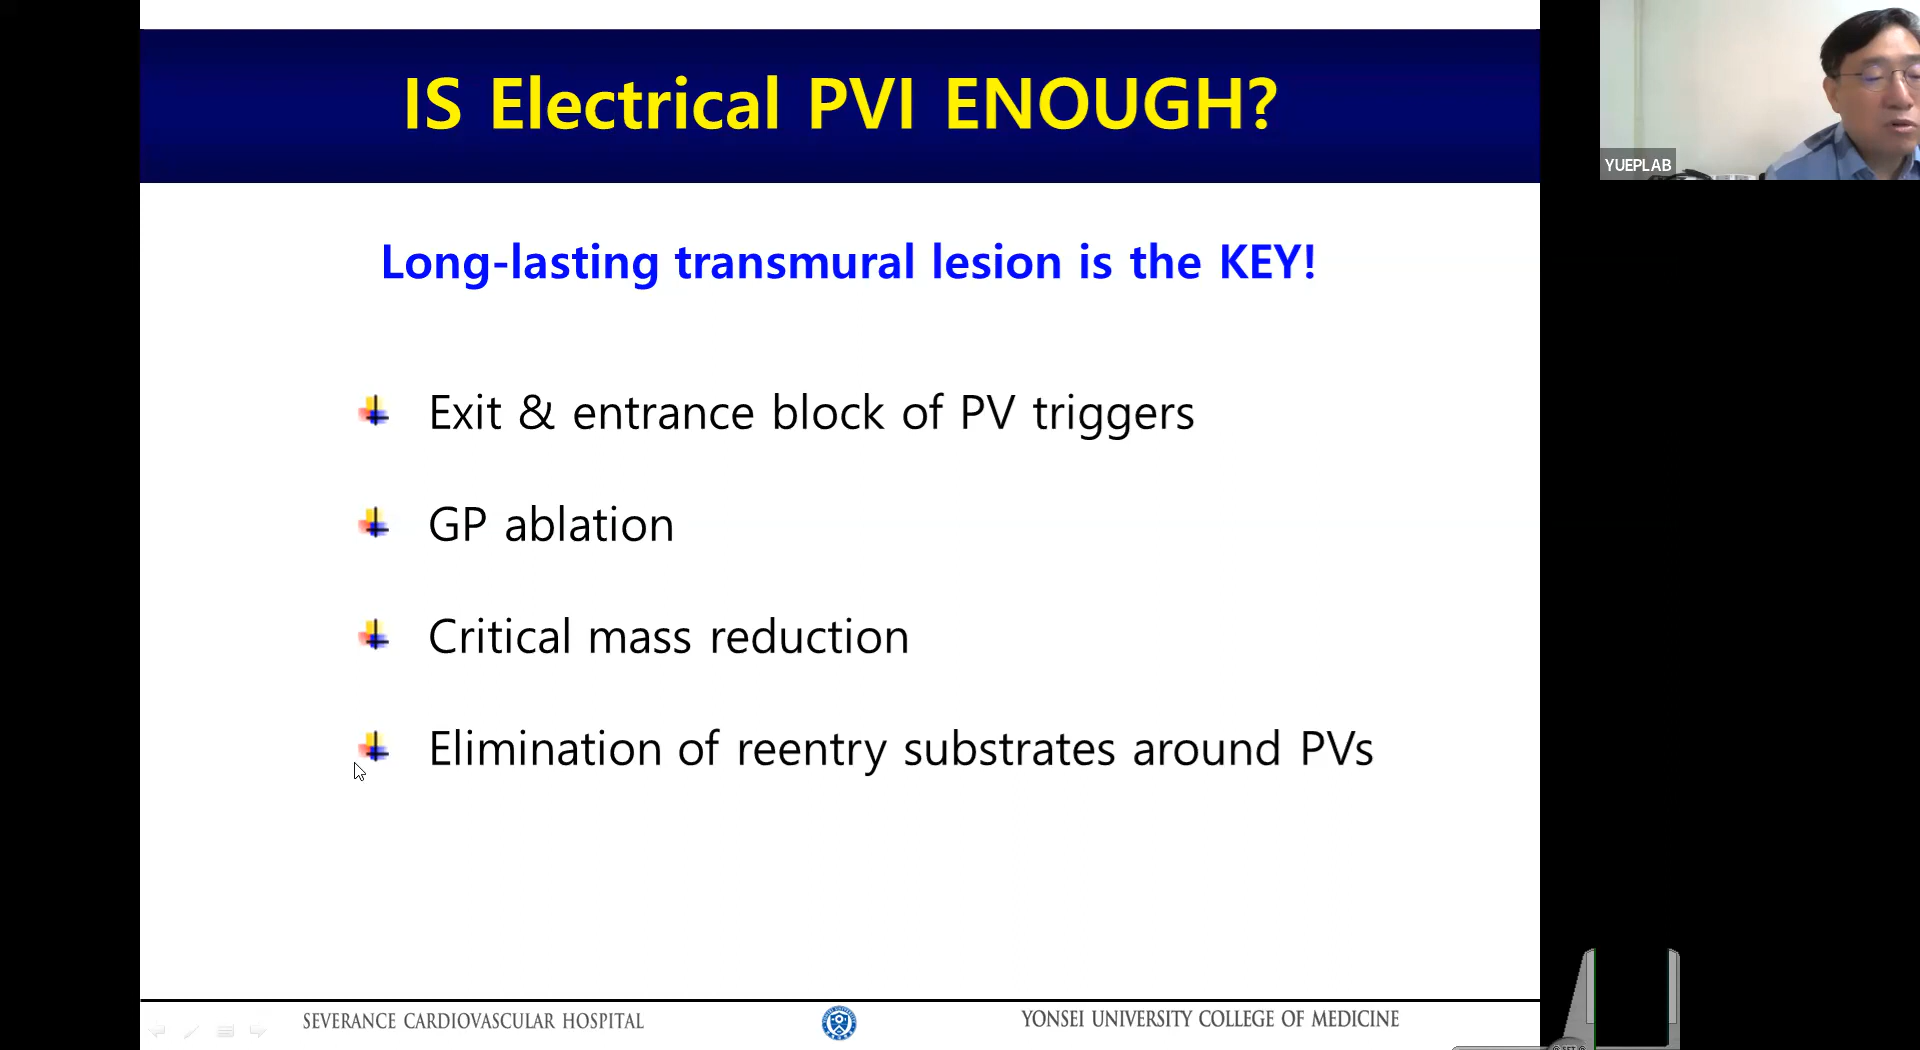 IS Electrical PVI ENOUGH?
YUEPLAB
Long-lasting transmural lesion is the KEY!
Exit & entrance block of PV triggers
GP ablation
Critical mass reduction
Elimination of reentry substrates around PVs
SEVERANCE CARDIOVASCULAR HOSPITAL
YONSEI UNIVERSITY COLLEGE OF MEDICINE